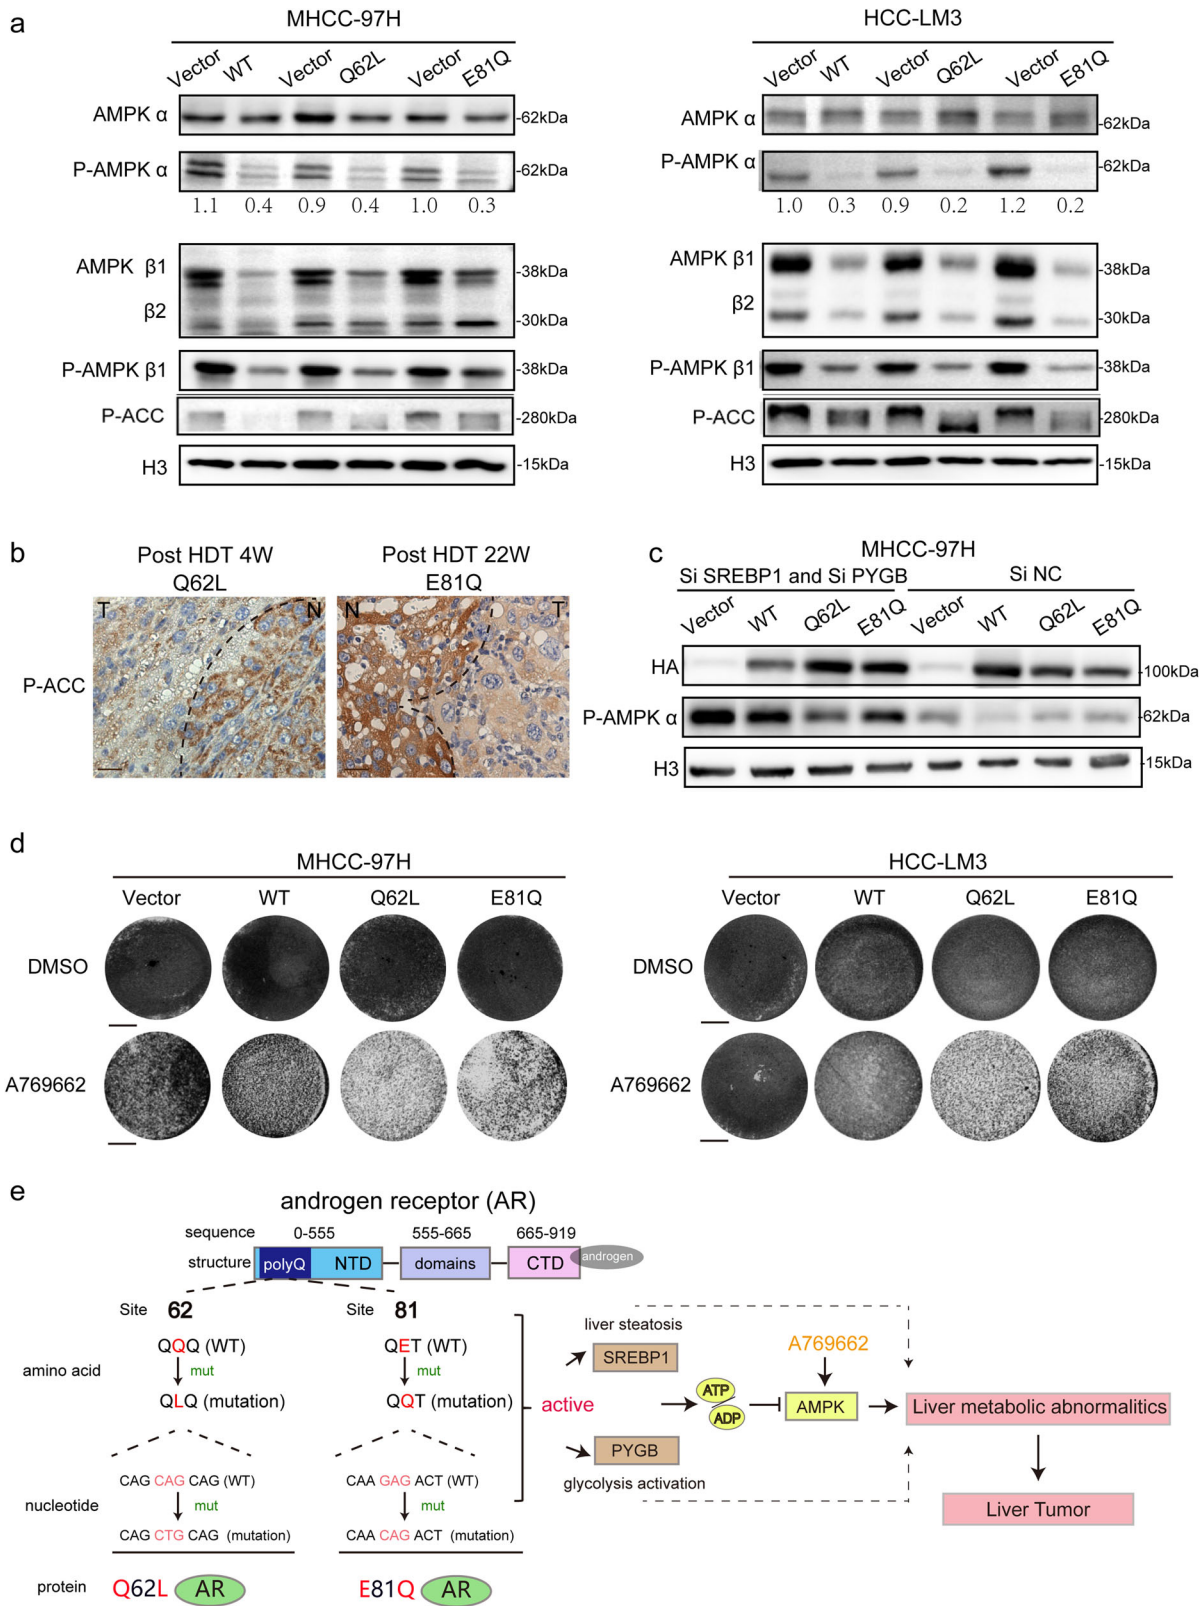 a
MHCC-97H
Vector WT Vector Q62L Vector E81Q
AMPK α -62kDa
P-AMPK α -62kDa
1.1 0.4 0.9 0.4 1.0 0.3
AMPK β1 -38kDa
β2 -30kDa
P-AMPK β1 -38kDa
P-ACC -280kDa
H3 -15kDa
HCC-LM3
Vector WT Vector Q62L Vector E81Q
AMPK α -62kDa
P-AMPK α -62kDa
1.0 0.3 0.9 0.2 1.2 0.2
AMPK β1 -38kDa
β2 -30kDa
P-AMPK β1 -38kDa
P-ACC -280kDa
H3 -15kDa
b
Post HDT 4W Post HDT 22W
Q62L E81Q
T N N T
P-ACC
c
MHCC-97H
Si SREBP1 and Si PYGB Si NC
Vector WT Q62L E81Q Vector WT Q62L E81Q
HA -100kDa
P-AMPK α -62kDa
H3 -15kDa
d
MHCC-97H
Vector WT Q62L E81Q
DMSO
A769662
HCC-LM3
Vector WT Q62L E81Q
DMSO
A769662
e
androgen receptor (AR)
sequence 0-555 555-665 665-919
structure polyQ NTD domains CTD androgen
Site 62 Site 81
amino acid
QQQ (WT) QET (WT)
mut mut
QLQ (mutation) QQT (mutation)
nucleotide
CAG CAG CAG (WT) CAA GAG ACT (WT)
mut mut
CAG CTG CAG (mutation) CAA CAG ACT (mutation)
protein Q62L AR E81Q AR
active
liver steatosis
SREBP1
PYGB
glycolysis activation
ATP
ADP
A769662
AMPK
Liver metabolic abnormalitics
Liver Tumor